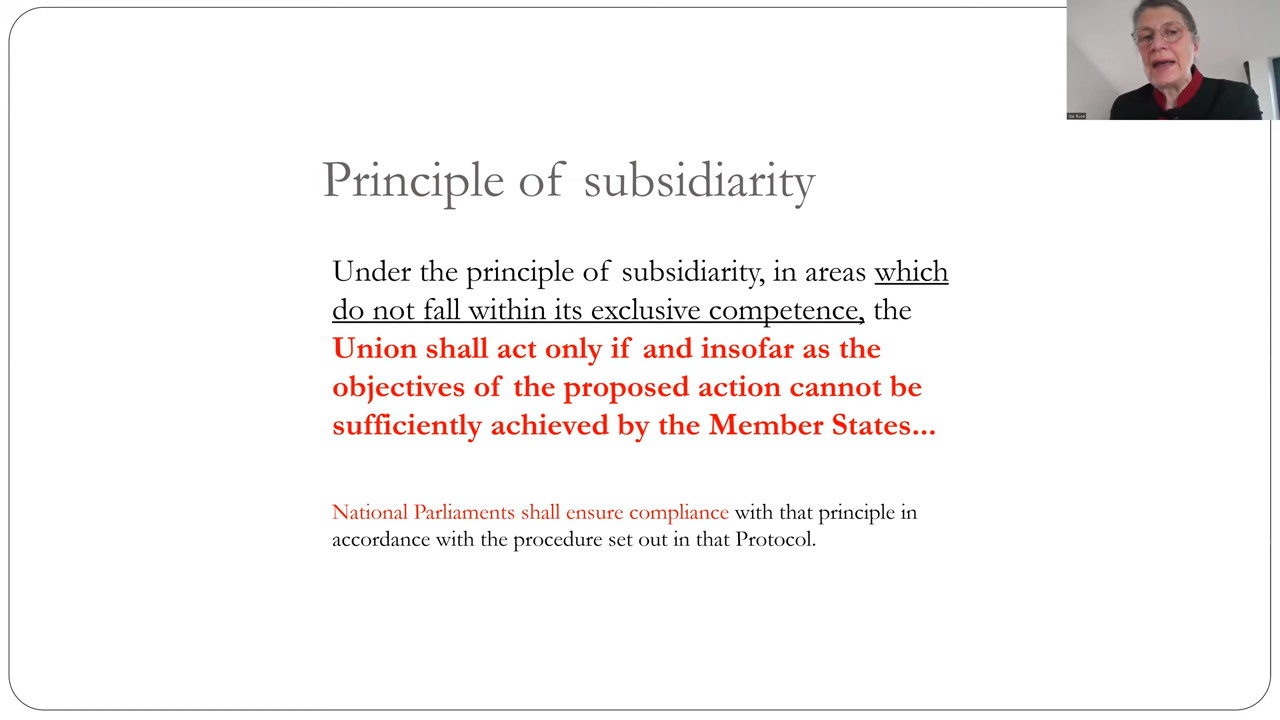 Principle of subsidiarity
Under the principle of subsidiarity, in areas which
do not fall within its exclusive competence, the
Union shall act only if and insofar as the
objectives of the proposed action cannot be
sufficiently achieved by the Member States...
National Parliaments shall ensure compliance with that principle in
accordance with the procedure set out in that Protocol.